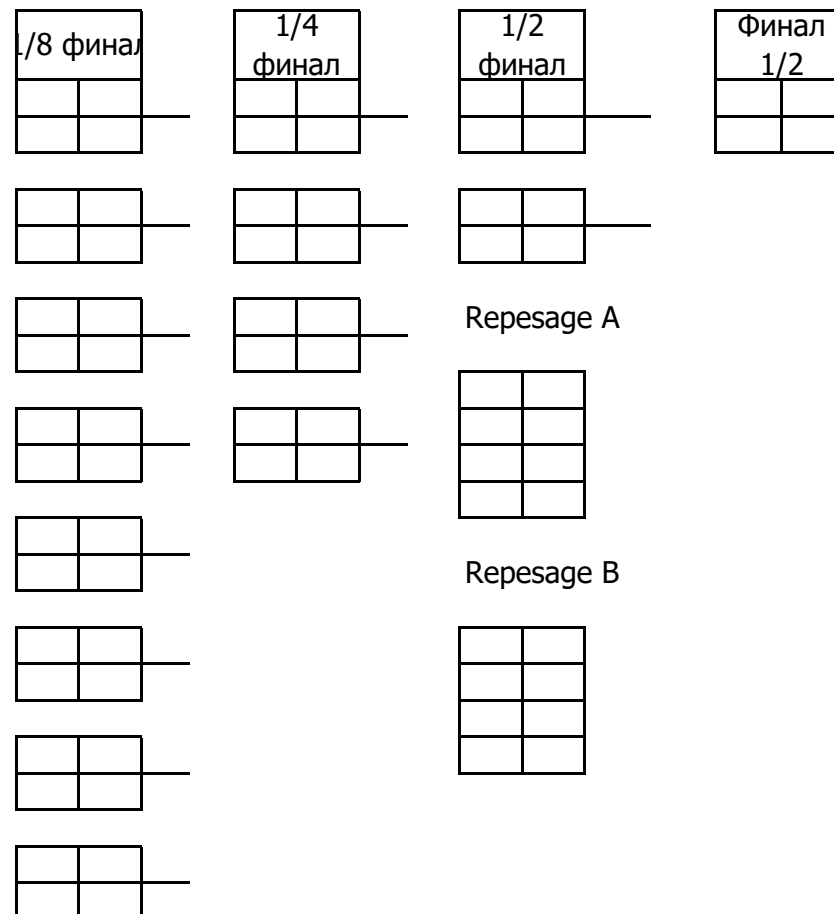 1/8 финал
1/4
финал
1/2
финал
Финал
1/2
Repesage A
Repesage B